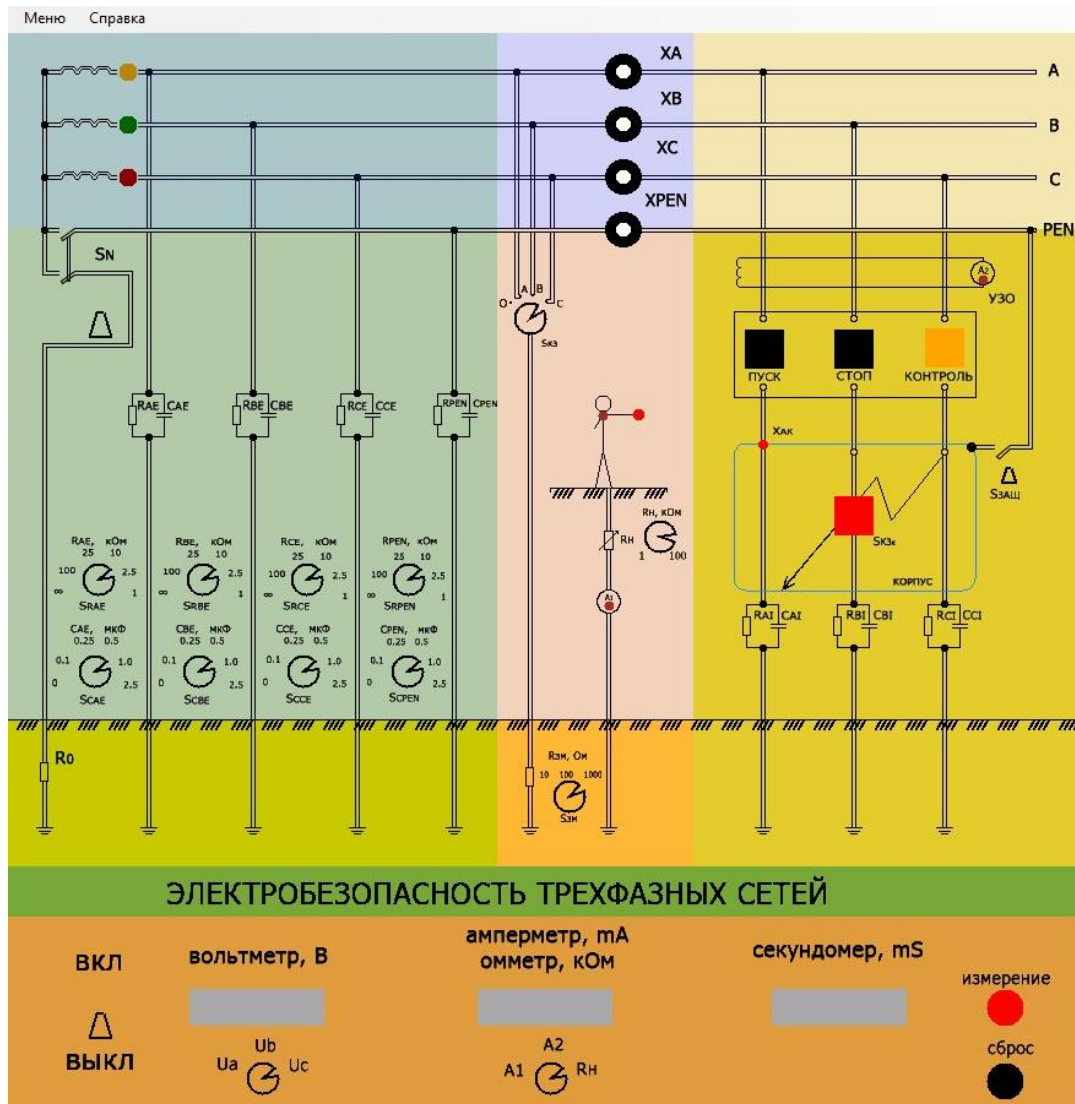 Меню Справка
XA
A
XB
B
XC
C
XPEN
PEN
SN
A B
O C
Sкз
A2
УЗО
ПУСК СТОП КОНТРОЛЬ
RAE CAE RBE CBE RCE CCE RPEN CPEN
XАК
SЗАЩ
RН, кОм
RН
1 100
SКЗк
КОРПУС
A1
RAE, кОм RBE, кОм RCE, кОм RPEN, кОм
25 10 25 10 25 10 25 10
100 2.5 100 2.5 100 2.5 100 2.5
∞ 1 ∞ 1 ∞ 1 ∞ 1
SRAE SRBE SRCE SRPEN
RAI CAI RBI CBI RCI CCI
CAE, мкФ CBE, мкФ CCE, мкФ CPEN, мкФ
0.25 0.5 0.25 0.5 0.25 0.5 0.25 0.5
0.1 1.0 0.1 1.0 0.1 1.0 0.1 1.0
0 2.5 0 2.5 0 2.5 0 2.5
SCAE SCBE SCCE SCPEN
R0
Rзм, Ом
10 100 1000
Sзм
ЭЛЕКТРОБЕЗОПАСНОСТЬ ТРЕХФАЗНЫХ СЕТЕЙ
ВКЛ
ВЫКЛ
вольтметр, В
Ub
Ua Uc
амперметр, mA
омметр, кОм
A2
A1 RН
секундомер, mS
измерение
сброс